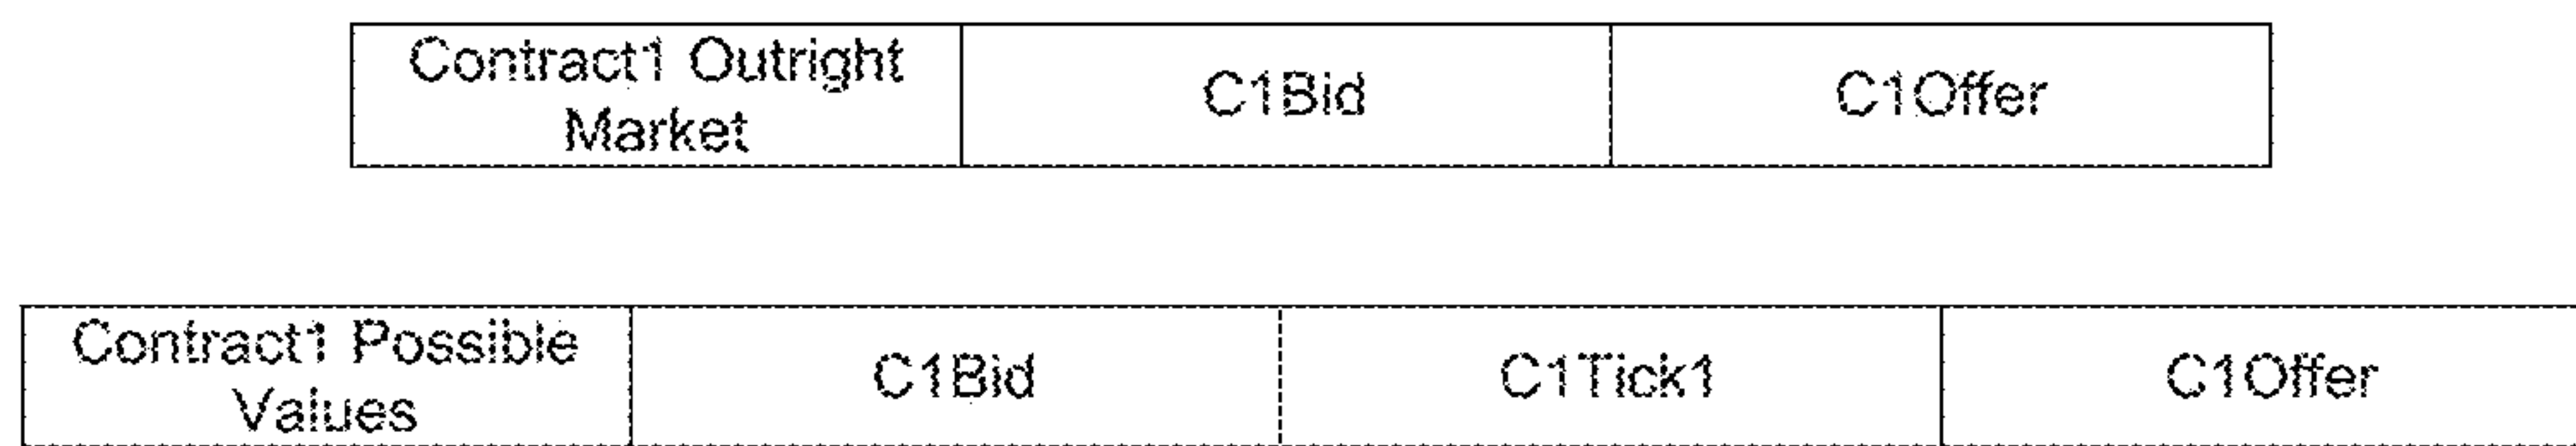 Contract1 Outright
Market
C1Bid
C1Offer
Contract1 Possible
Values
C1Bid
C1Tick1
C1Offer